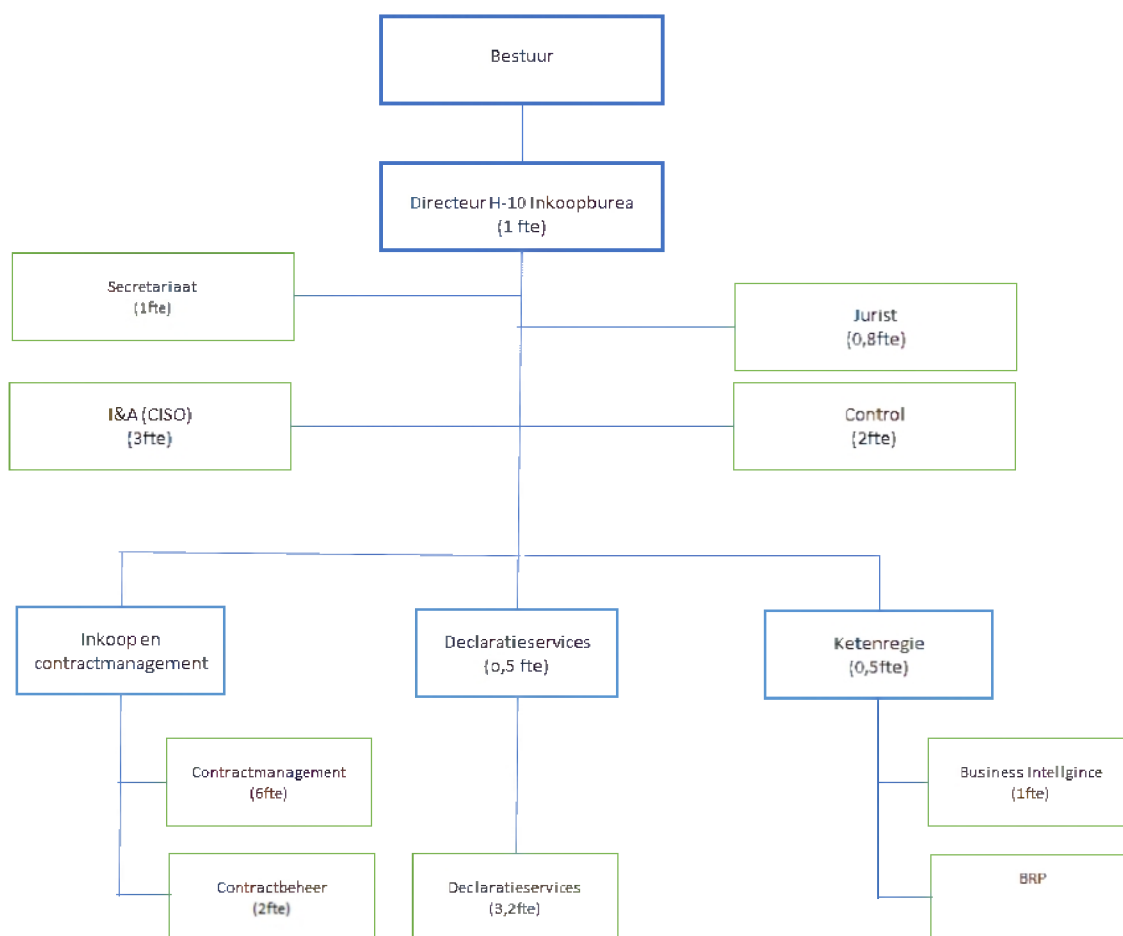 Bestuur
Directeur H-10 Inkoopburea
(1 fte)
Secretariaat
(1fte)
Jurist
(0,8fte)
I&A (CISO)
(3fte)
Control
(2fte)
Inkoop en
contractmanagement
Declaratieservices
(o,5 fte)
Ketenregie
(0,5fte)
Contractmanagement
(6fte)
Business Intellgince
(1fte)
Contractbeheer
(2fte)
Declaratieservices
(3,2fte)
BRP